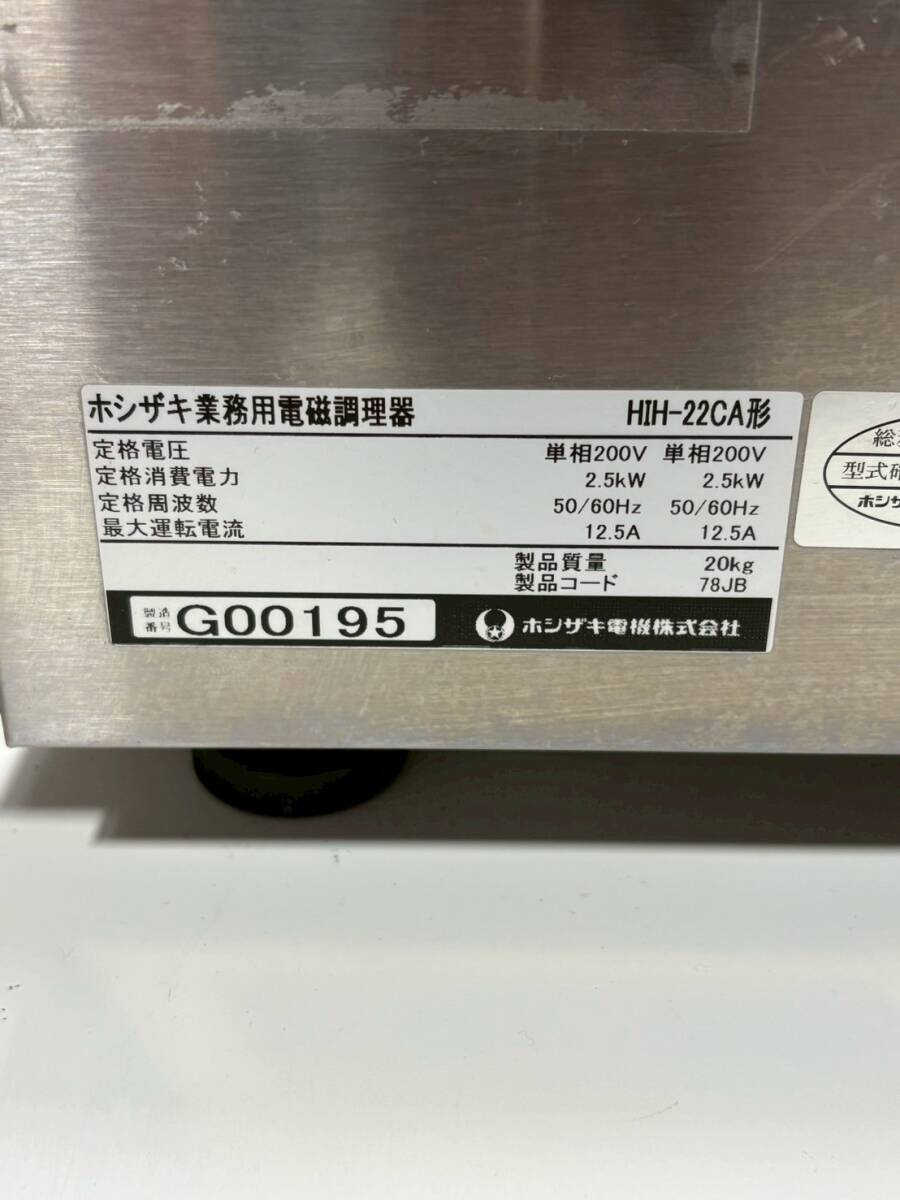 ホシザキ業務用電磁調理器 HIH-22CA形
定格電圧 単相200V 単相200V
定格消費電力 2.5kW 2.5kW
定格周波数 50/60Hz 50/60Hz
最大運転電流 12.5A 12.5A
製品質量 20kg
製品コード 78JB
製造番号 G00195
ホシザキ電機株式会社
総
型式
ホシザ